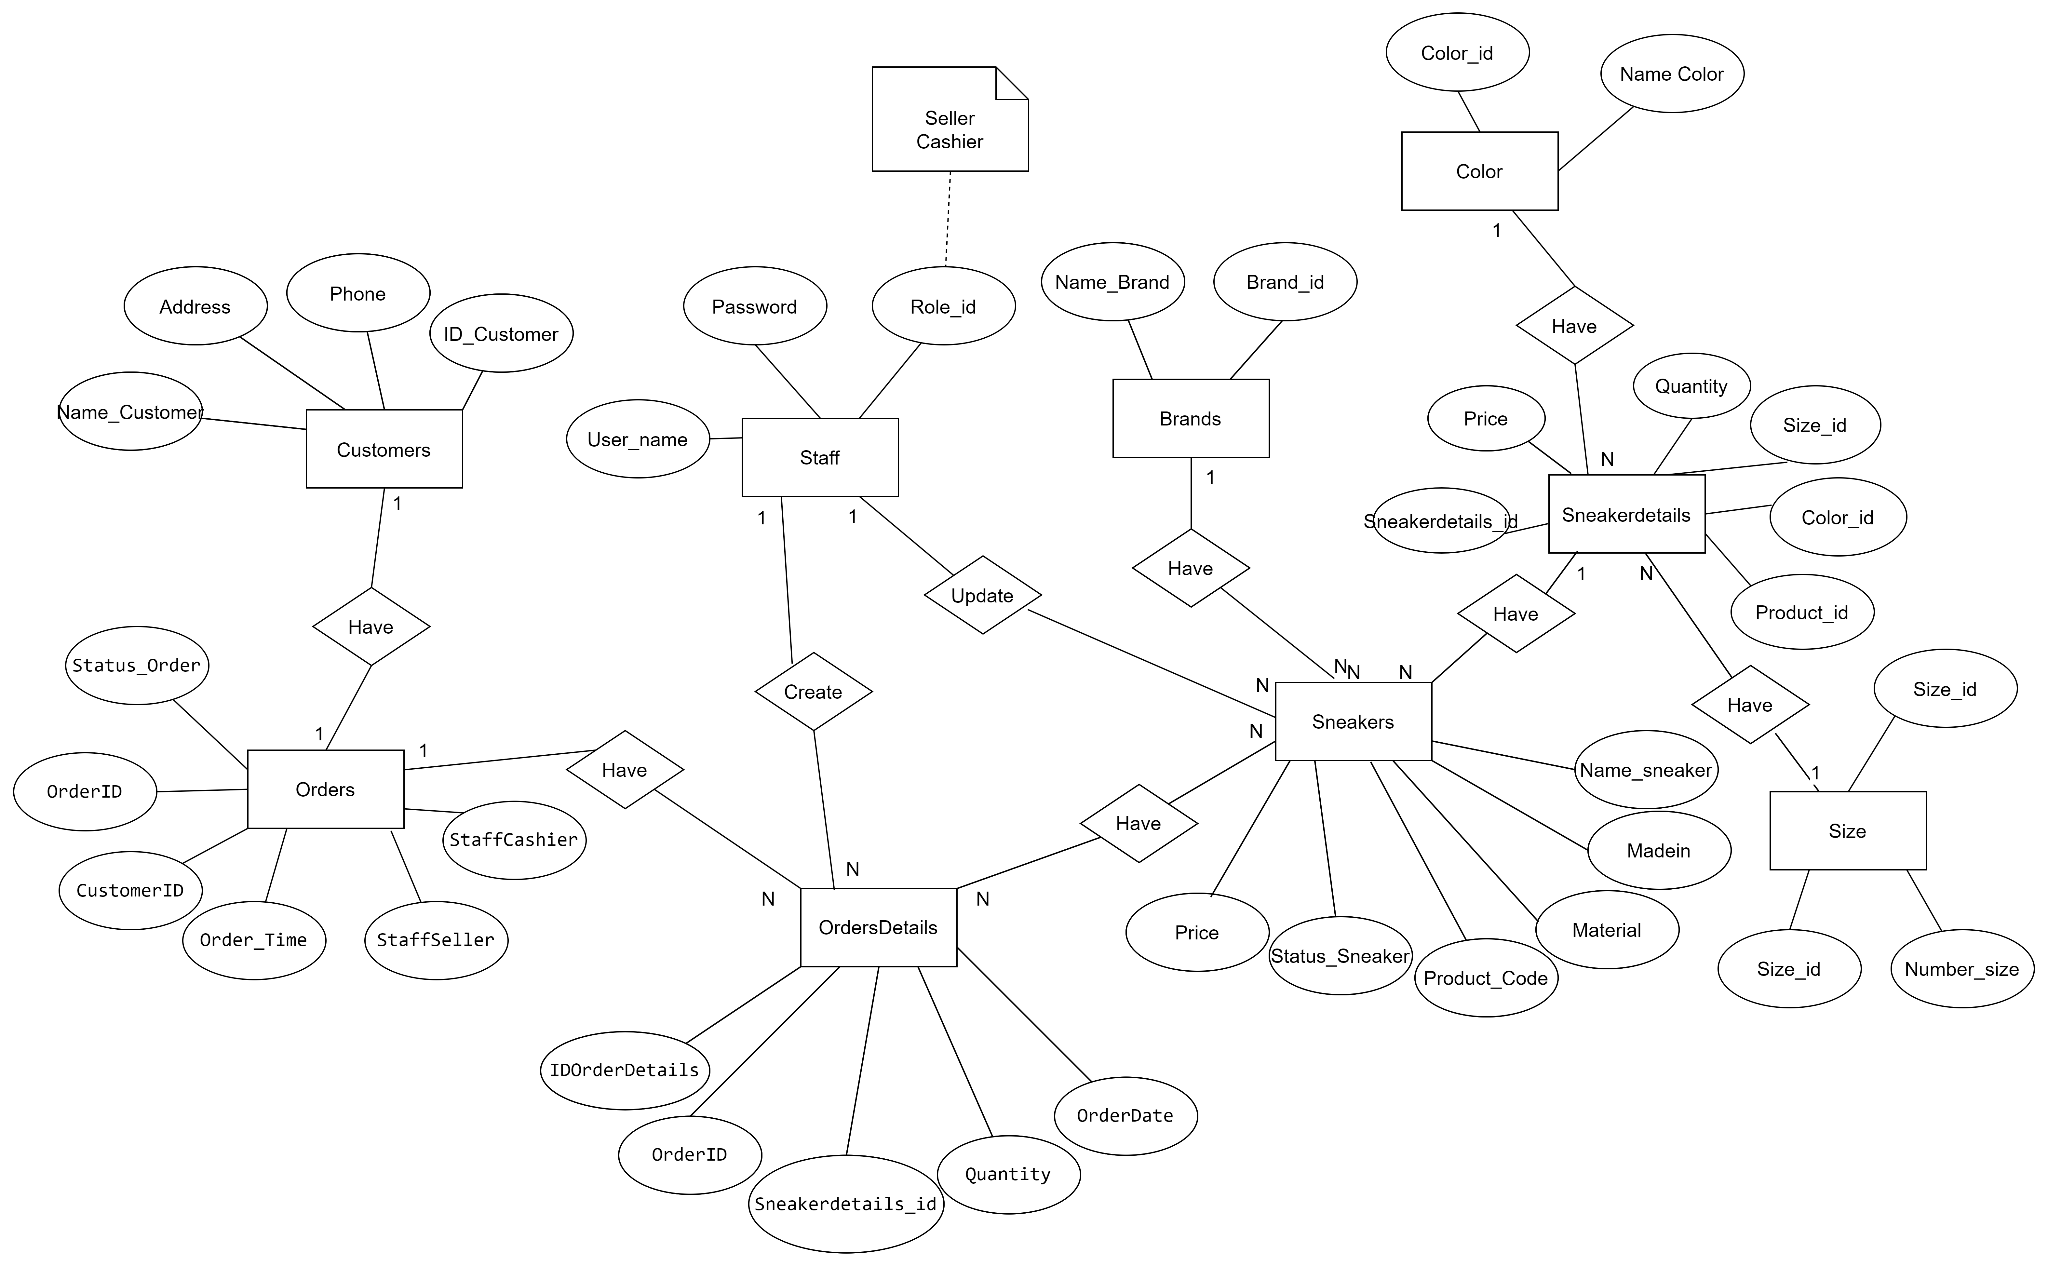 Color_id
Name Color
Seller
Cashier
Color
1
Name_Brand
Brand_id
Address
Phone
ID_Customer
Password
Role_id
Have
Name_Customer
Customers
User_name
Staff
Brands
Price
Quantity
Size_id
N
Sneakerdetails_id
Sneakerdetails
Color_id
1
1
1
1
Have
Update
Have
1
N
Product_id
Have
Status_Order
Create
N
N
N
N
Have
Size_id
1
1
Have
N
Sneakers
Name_sneaker
1
OrderID
Orders
StaffCashier
Have
Madein
Size
CustomerID
Order_Time
StaffSeller
N
N
N
OrdersDetails
Price
Status_Sneaker
Product_Code
Material
Size_id
Number_size
IDOrderDetails
OrderID
Sneakerdetails_id
Quantity
OrderDate